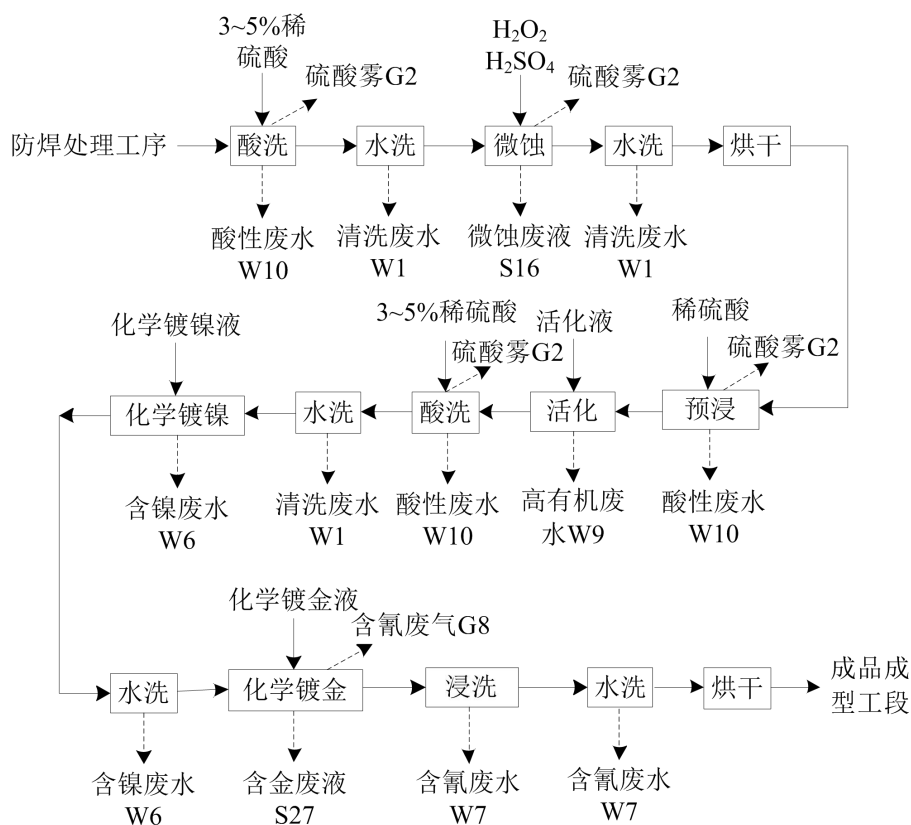 3~5%稀
硫酸
H₂O₂
H₂SO₄
硫酸雾G2
硫酸雾G2
防焊处理工序
酸洗
水洗
微蚀
水洗
烘干
酸性废水
W10
清洗废水
W1
微蚀废液
S16
清洗废水
W1
化学镀镍液
3~5%稀硫酸
硫酸雾G2
活化液
稀硫酸
硫酸雾G2
化学镀镍
水洗
酸洗
活化
预浸
含镍废水
W6
清洗废水
W1
酸性废水
W10
高有机废
水W9
酸性废水
W10
化学镀金液
含氰废气G8
水洗
化学镀金
浸洗
水洗
烘干
成品成
型工段
含镍废水
W6
含金废液
S27
含氰废水
W7
含氰废水
W7